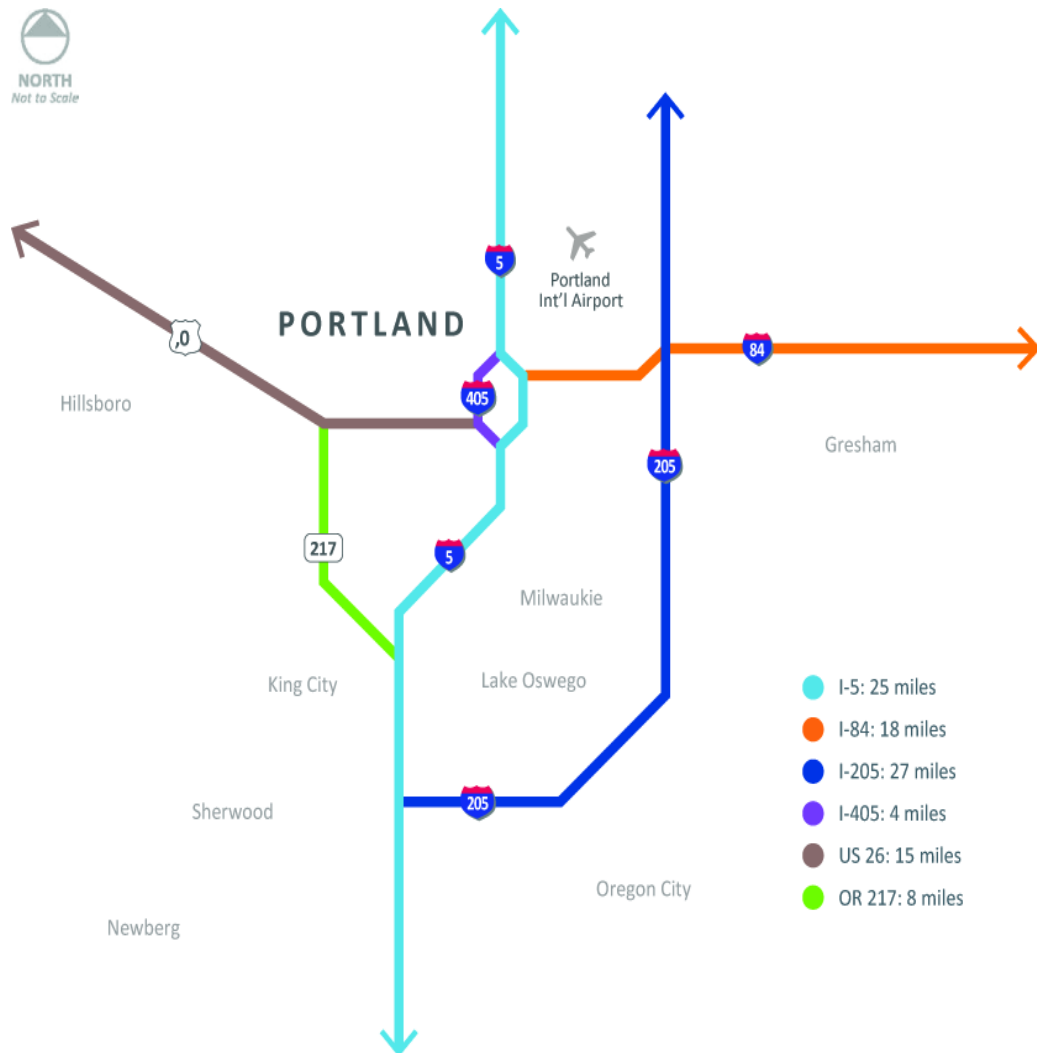 NORTH
Not to Scale
5
Portland
Int'l Airport
PORTLAND
,0
84
405
Hillsboro
Gresham
205
217
5
Milwaukie
King City
Lake Oswego
I-5: 25 miles
I-84: 18 miles
I-205: 27 miles
I-405: 4 miles
US 26: 15 miles
OR 217: 8 miles
205
Sherwood
Oregon City
Newberg